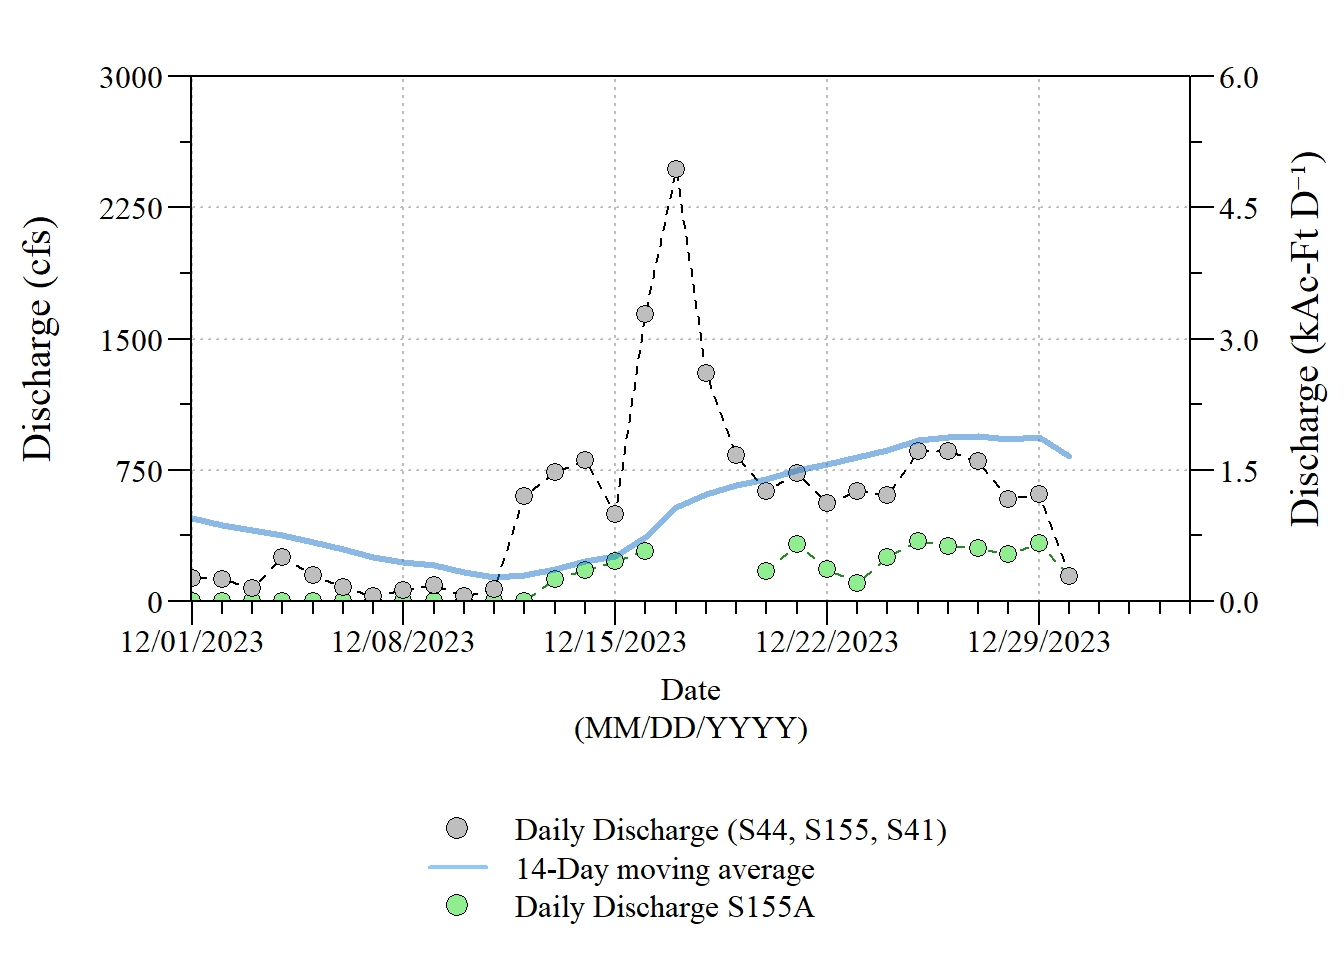 3000
2250
1500
750
0
6.0
4.5
3.0
1.5
0.0
Discharge (cfs)
Discharge (kAc-Ft D⁻¹)
12/01/2023
12/08/2023
12/15/2023
12/22/2023
12/29/2023
Date
(MM/DD/YYYY)
Daily Discharge (S44, S155, S41)
14-Day moving average
Daily Discharge S155A